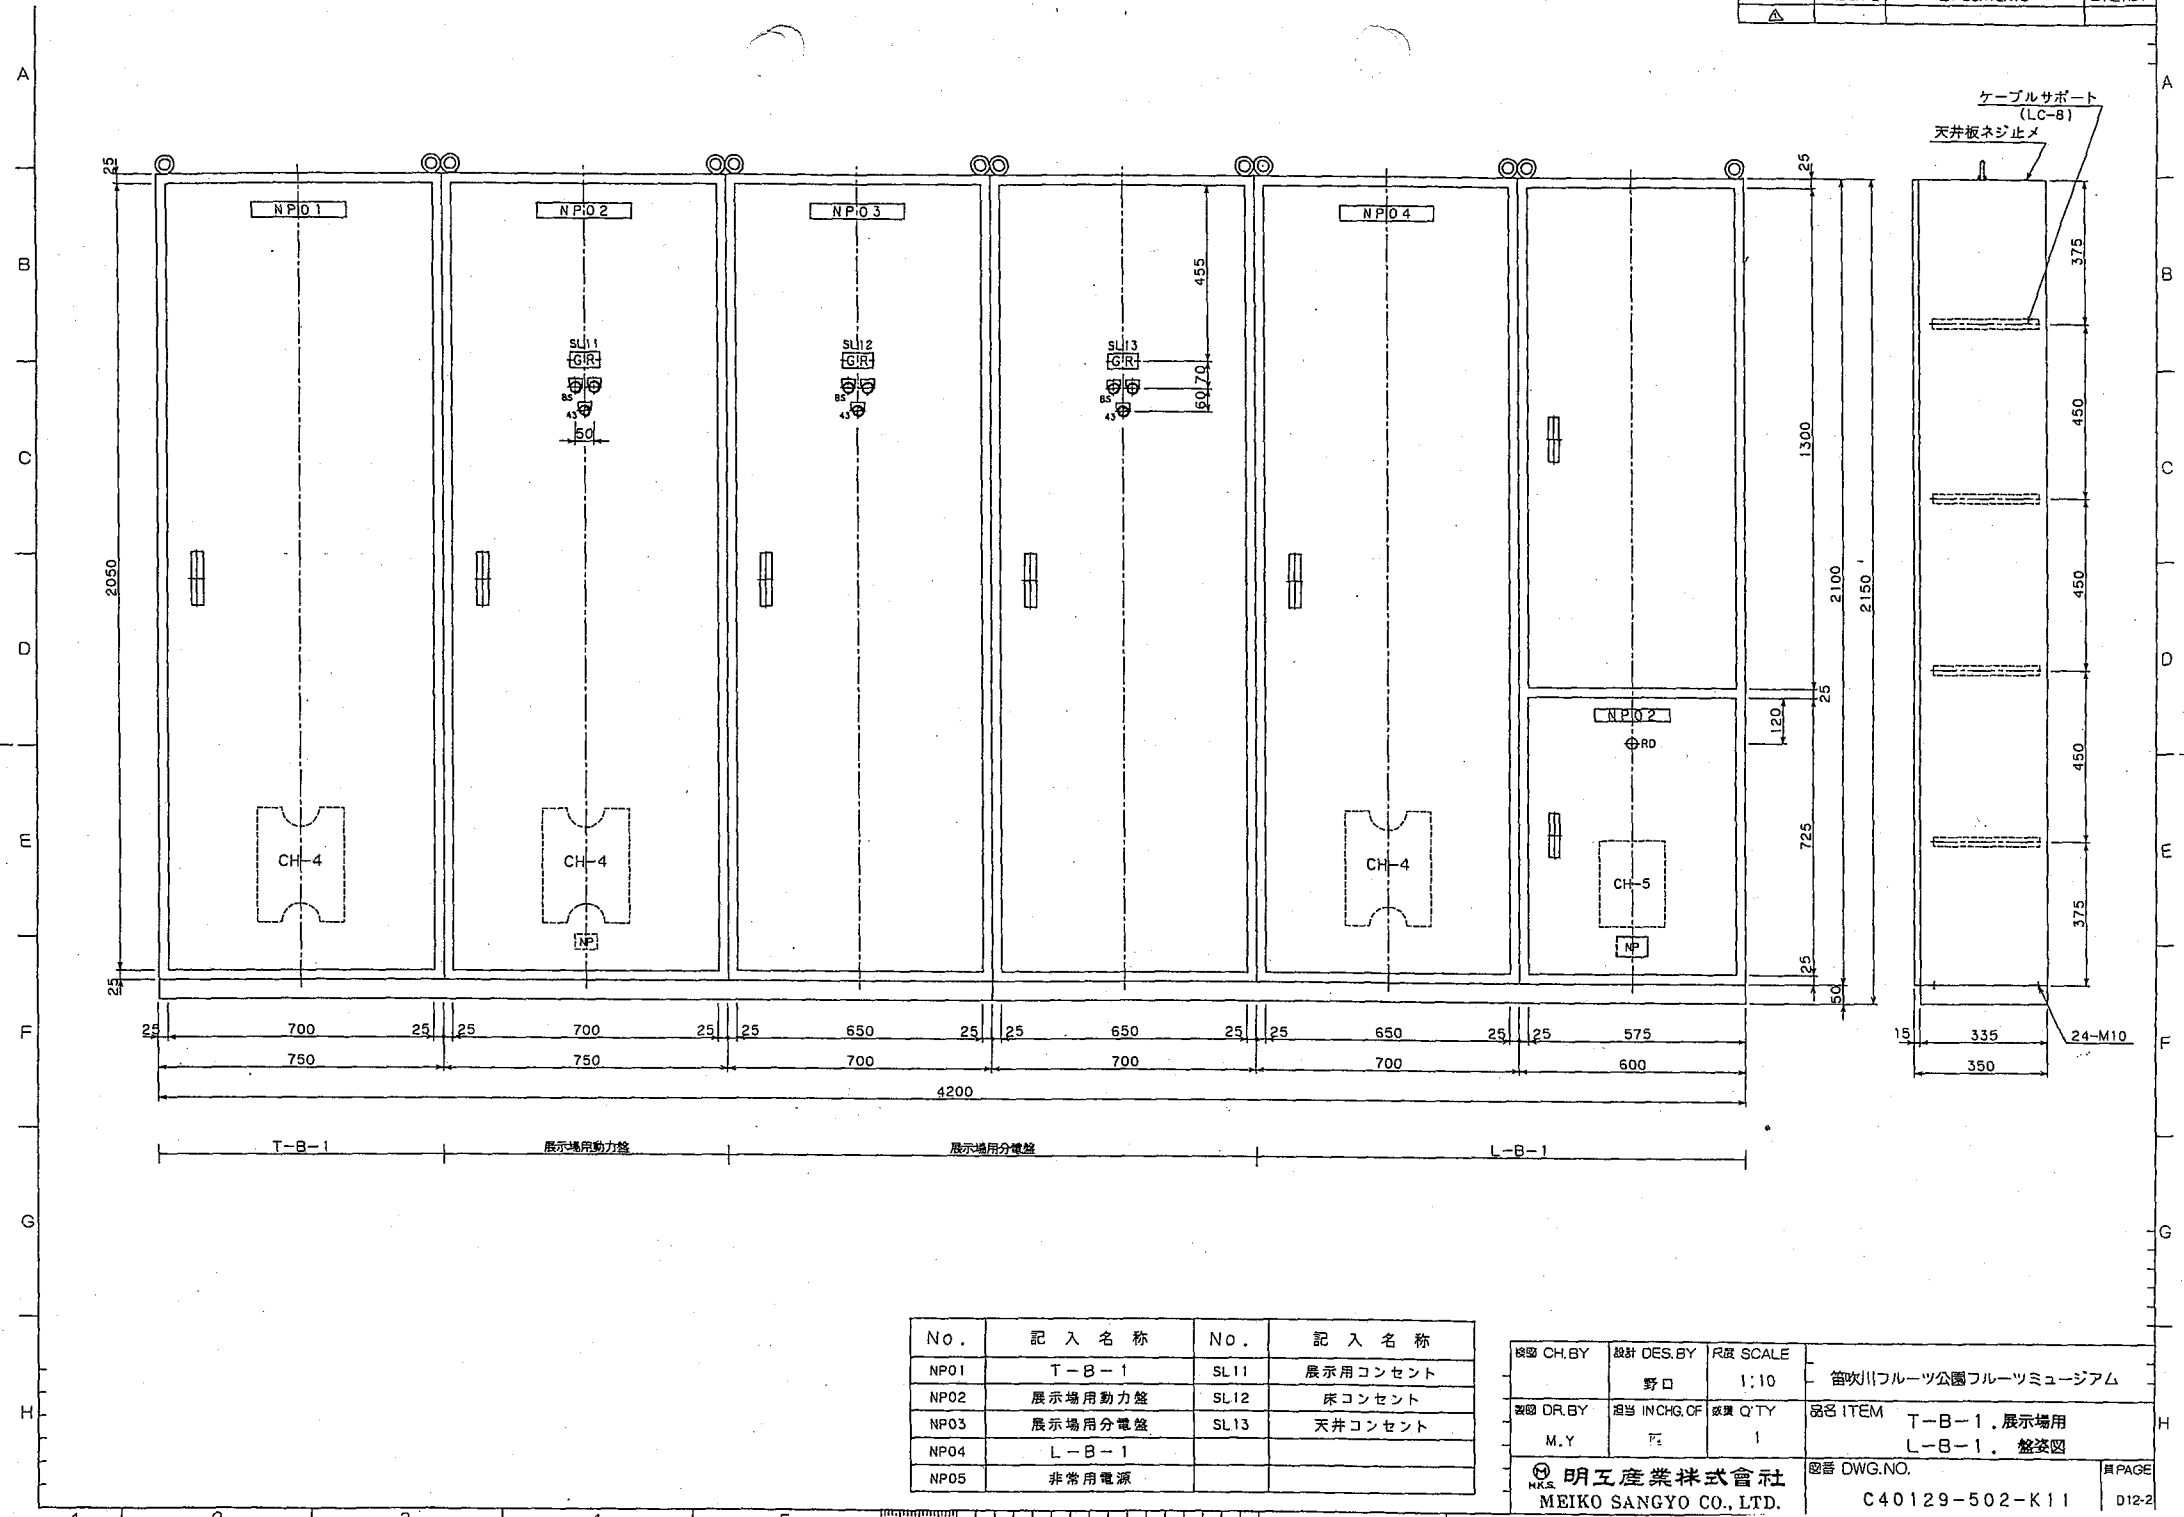 A
A
ケーブルサポート
(LC-8)
天井板ネジ止メ
25
25
NP01
NP02
NP03
NP04
B
B
455
375
SL11
SL12
SL13
G R
G R
G R
70
60
BS
BS
BS
43
43
43
50
C
C
1300
450
2050
2100
2150
450
D
D
25
NP02
120
RD
450
E
E
CH-4
CH-4
CH-4
CH-5
725
375
NP
NP
25
25
50
F
F
25 700 25 25 700 25 25 650 25 25 650 25 25 650 25 25 575
15 335 24-M10
750 750 700 700 700 600
350
4200
T-B-1 展示場用動力盤 展示場用分電盤 L-B-1
G
G
No. 記入名称 No. 記入名称
NP01 T-B-1 SL11 展示用コンセント
NP02 展示場用動力盤 SL12 床コンセント
NP03 展示場用分電盤 SL13 天井コンセント
NP04 L-B-1
NP05 非常用電源
H
H
検図 CH.BY 設計 DES.BY 尺度 SCALE
野口 1:10
笛吹川フルーツ公園フルーツミュージアム
製図 DR.BY 担当 INCHG.OF 数量 Q'TY
M.Y 1
品名 ITEM T-B-1.展示場用
L-B-1. 盤姿図
M H.K.S. 明工産業株式會社
MEIKO SANGYO CO., LTD.
図番 DWG.NO.
C40129-502-K11
頁 PAGE
D12-2